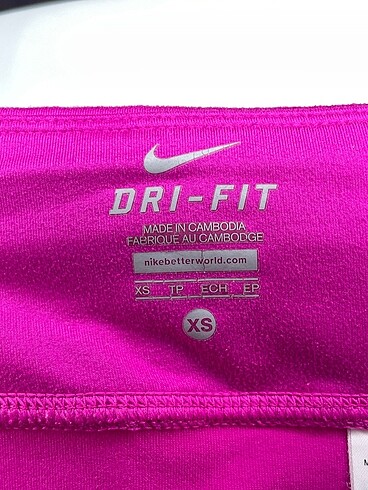 DRI-FIT
MADE IN CAMBODIA
FABRIQUE AU CAMBODGE
nikebetterworld.com
XS TP ECH EP
XS
M